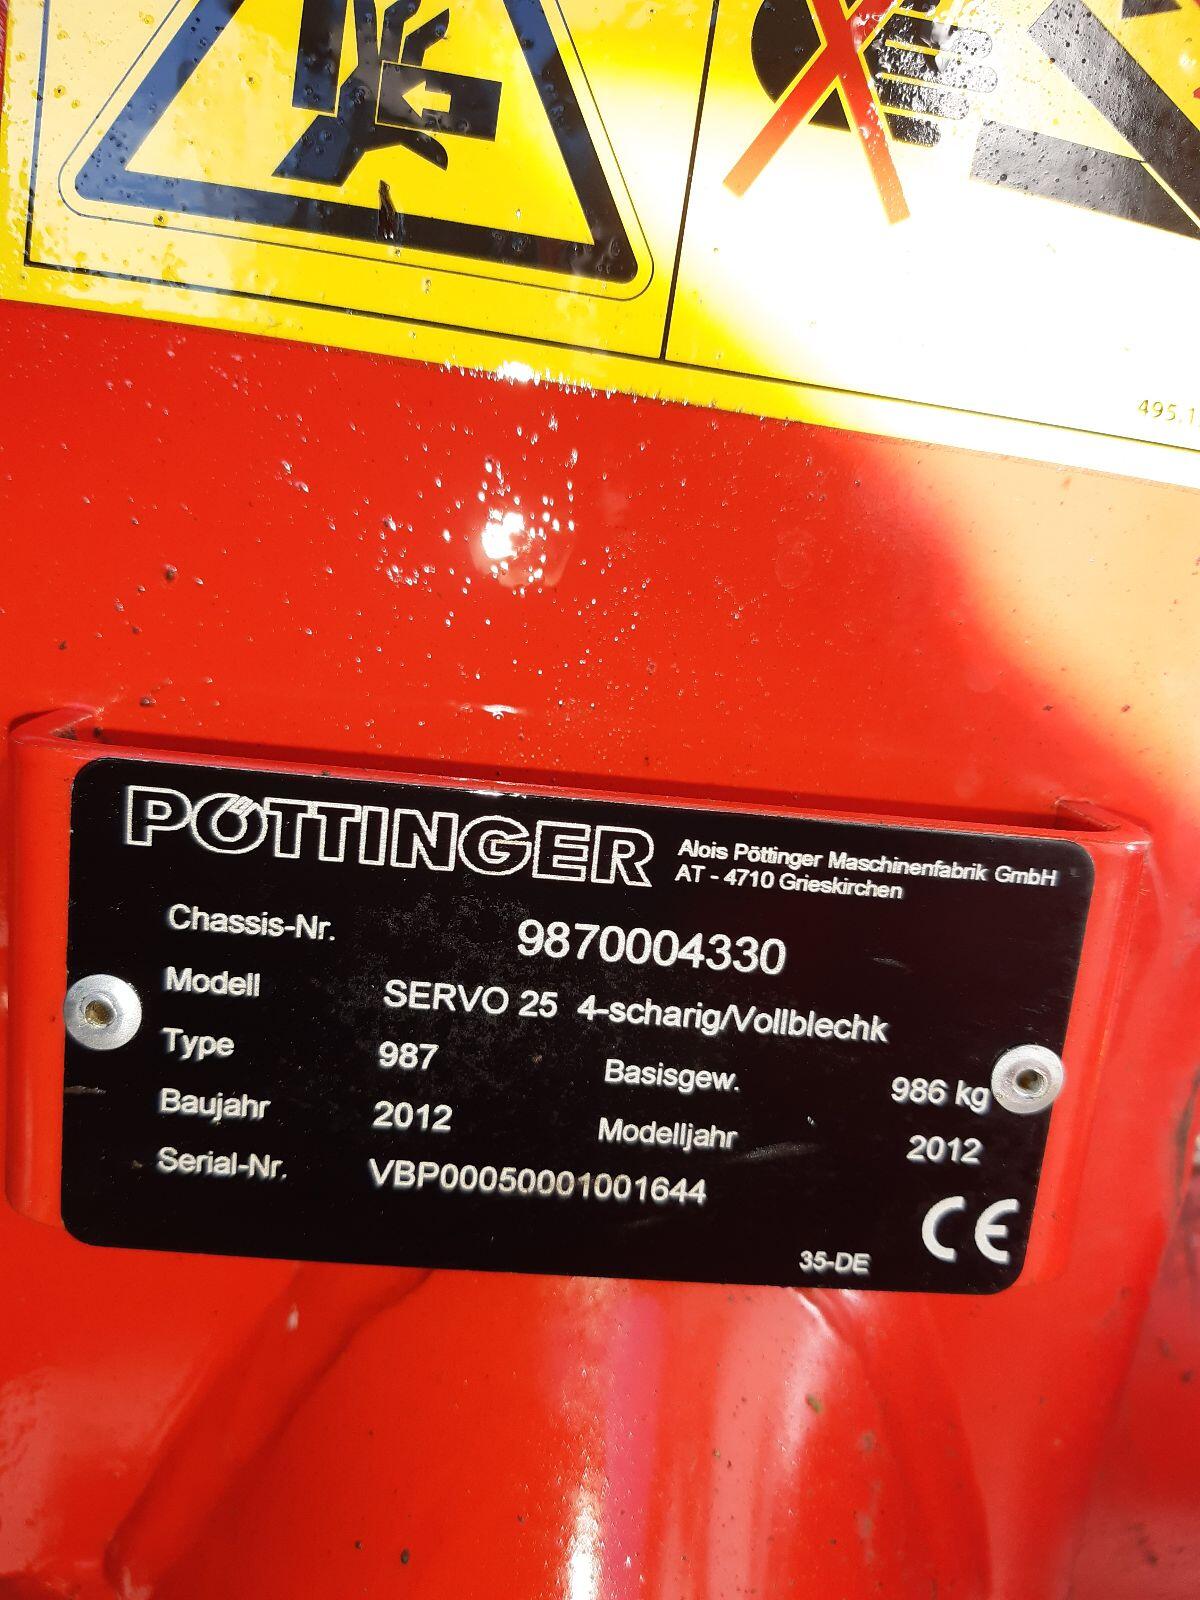 495.1
PÖTTINGER
Alois Pöttinger Maschinenfabrik GmbH
AT - 4710 Grieskirchen
Chassis-Nr. 9870004330
Modell SERVO 25 4-scharig/Vollblechk
Type 987 Basisgew. 986 kg
Baujahr 2012 Modelljahr 2012
Serial-Nr. VBP00050001001644
35-DE CE